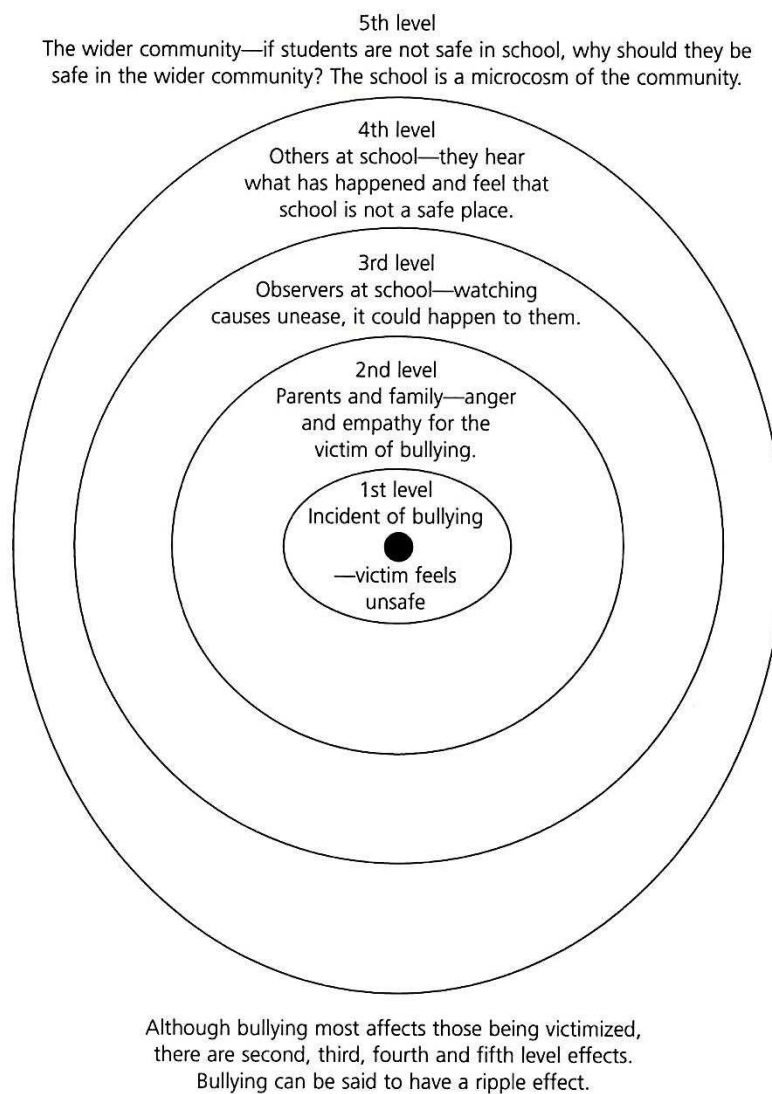 5th level
The wider community—if students are not safe in school, why should they be
safe in the wider community? The school is a microcosm of the community.
4th level
Others at school—they hear
what has happened and feel that
school is not a safe place.
3rd level
Observers at school—watching
causes unease, it could happen to them.
2nd level
Parents and family—anger
and empathy for the
victim of bullying.
1st level
Incident of bullying
—victim feels
unsafe
Although bullying most affects those being victimized,
there are second, third, fourth and fifth level effects.
Bullying can be said to have a ripple effect.